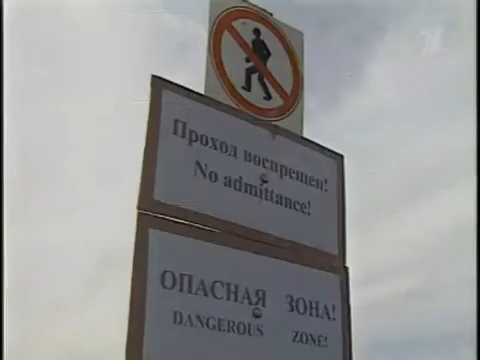 Проход воспрещен!
No admittance!
ОПАСНАЯ ЗОНА!
DANGEROUS ZONE!